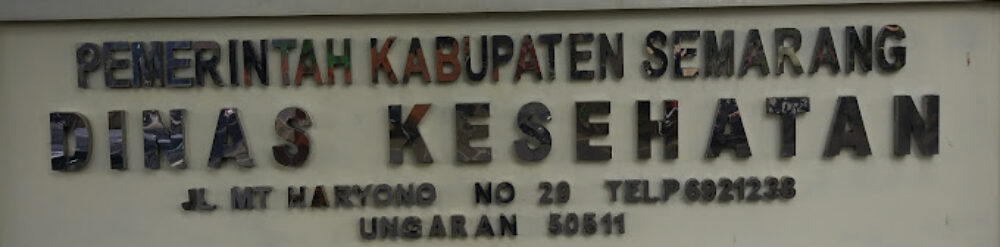 PEMERINTAH KABUPATEN SEMARANG
DINAS KESEHATAN
JL. MT HARYONO NO 29 TELP 6921238
UNGARAN 50511